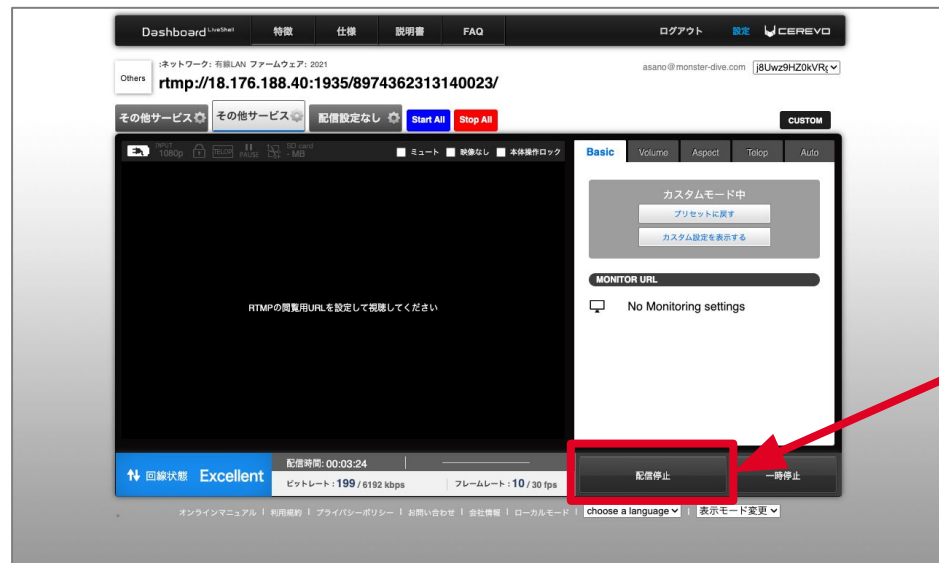 Dashboard LiveShell 特徴 仕様 説明書 FAQ ログアウト 設定 CEREVO
Others
:ネットワーク: 有線LAN ファームウェア: 2021
rtmp://18.176.188.40:1935/8974362313140023/
asano@monster-dive.com j8Uwz9HZ0kVRç
その他サービス その他サービス 配信設定なし Start All Stop All CUSTOM
INPUT 1080p TELOP PAUSE SD card - MB ミュート 映像なし 本体操作ロック
Basic Volume Aspect Telop Auto
カスタムモード中
プリセットに戻す
カスタム設定を表示する
MONITOR URL
No Monitoring settings
RTMPの閲覧用URLを設定して視聴してください
回線状態 Excellent
配信時間: 00:03:24
ビットレート : 199 / 6192 kbps フレームレート : 10 / 30 fps
配信停止 一時停止
オンラインマニュアル | 利用規約 | プライバシーポリシー | お問い合わせ | 会社情報 | ローカルモード | choose a language | 表示モード変更